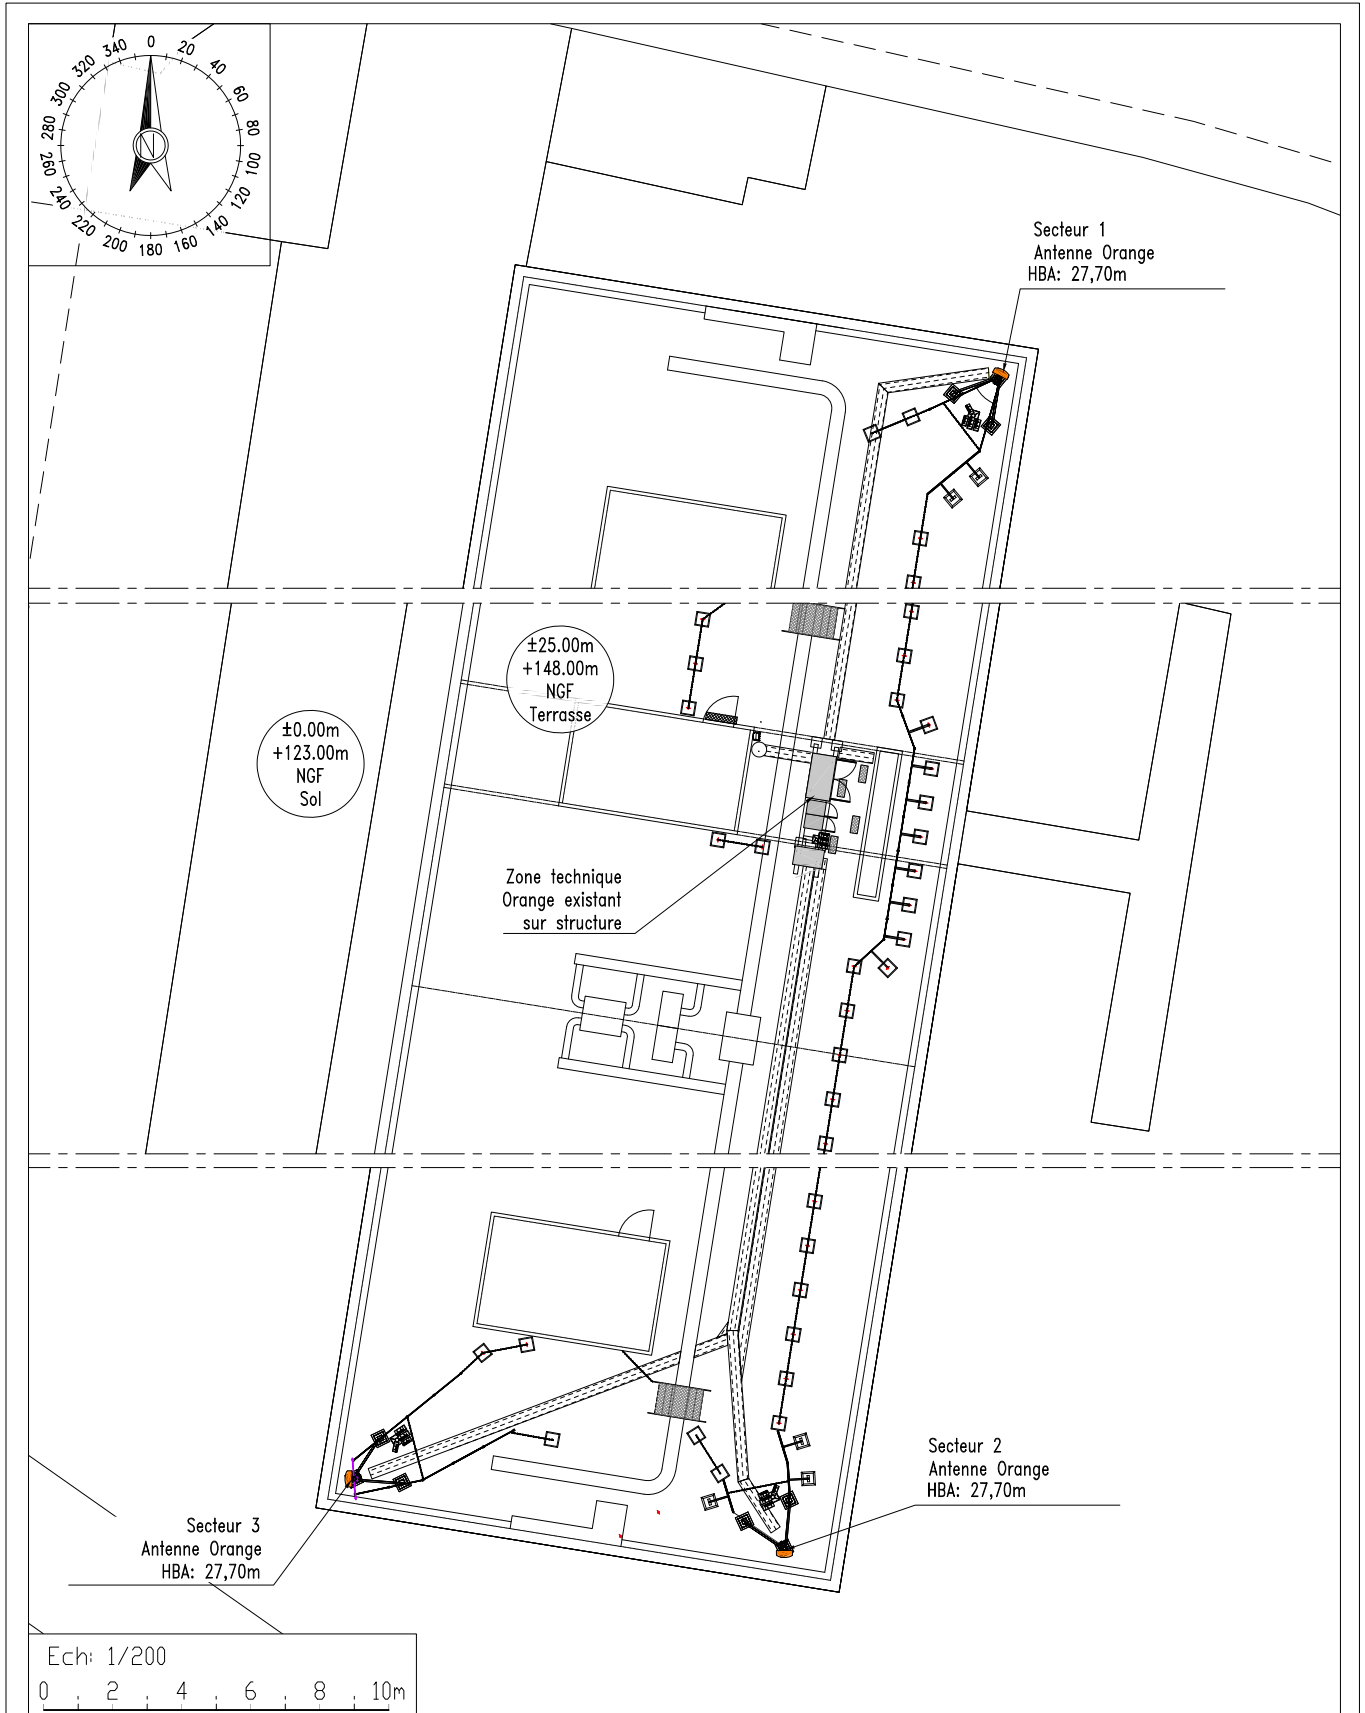 0
20
40
60
80
100
120
140
160
180
200
220
240
260
280
300
320
340
N
Secteur 1
Antenne Orange
HBA: 27,70m
±25.00m
+148.00m
NGF
Terrasse
±0.00m
+123.00m
NGF
Sol
Zone technique
Orange existant
sur structure
Secteur 2
Antenne Orange
HBA: 27,70m
Secteur 3
Antenne Orange
HBA: 27,70m
Ech: 1/200
0 2 4 6 8 10m